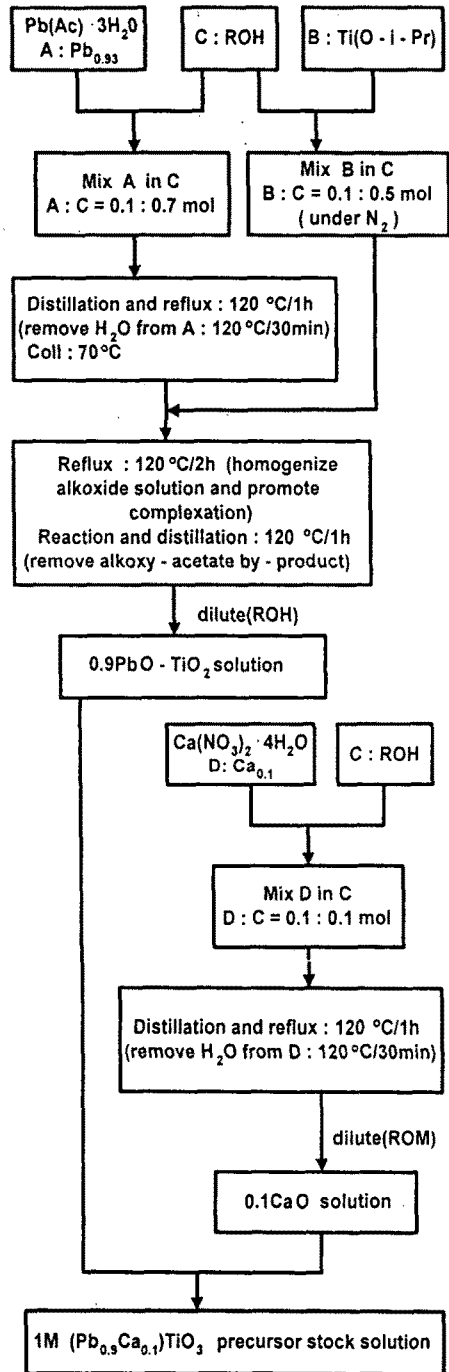 Pb(Ac) · 3H₂0
A : Pb₀.₉₃
C : ROH
B : Ti(O - i - Pr)
Mix A in C
A : C = 0.1 : 0.7 mol
Mix B in C
B : C = 0.1 : 0.5 mol
( under N₂ )
Distillation and reflux : 120 °C/1h
(remove H₂O from A : 120 °C/30min)
Coll : 70°C
Reflux : 120 °C/2h (homogenize
alkoxide solution and promote
complexation)
Reaction and distillation : 120 °C/1h
(remove alkoxy - acetate by - product)
dilute(ROH)
0.9PbO - TiO₂ solution
Ca(NO₃)₂ · 4H₂O
D: Ca₀.₁
C : ROH
Mix D in C
D : C = 0.1 : 0.1 mol
Distillation and reflux : 120 °C/1h
(remove H₂O from D : 120°C/30min)
dilute(ROM)
0.1CaO solution
1M (Pb₀.₉Ca₀.₁)TiO₃ precursor stock solution